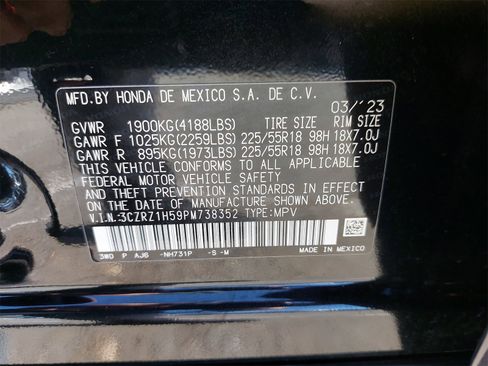 MFD.BY HONDA DE MEXICO S.A. DE C.V.
03/'23
GVWR 1900KG(4188LBS) TIRE SIZE RIM SIZE
GAWR F 1025KG(2259LBS) 225/55R18 98H 18X7.0J
GAWR R 895KG(1973LBS) 225/55R18 98H 18X7.0J
THIS VEHICLE CONFORMS TO ALL APPLICABLE
FEDERAL MOTOR VEHICLE SAFETY
AND THEFT PREVENTION STANDARDS IN EFFECT
ON THE DATE OF MANUFACTURE SHOWN ABOVE.
V.I.N.:3CZRZ1H59PM738352 TYPE:MPV
3WD P AJ6 -NH731P -S -M MADE IN MEXICO